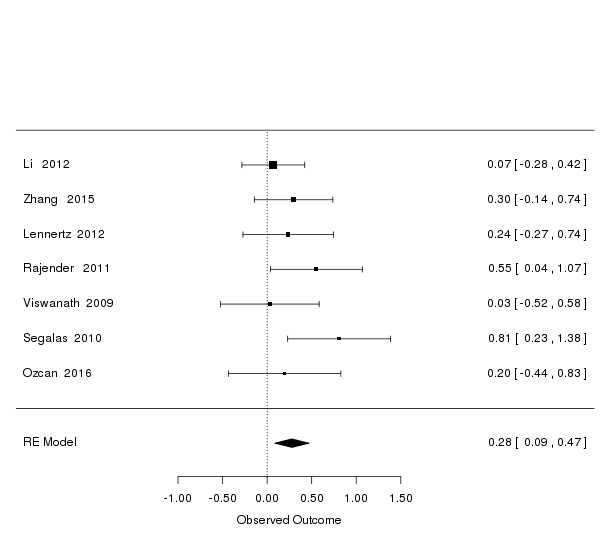 Li 2012 0.07 [ -0.28 , 0.42 ]
Zhang 2015 0.30 [ -0.14 , 0.74 ]
Lennertz 2012 0.24 [ -0.27 , 0.74 ]
Rajender 2011 0.55 [ 0.04 , 1.07 ]
Viswanath 2009 0.03 [ -0.52 , 0.58 ]
Segalas 2010 0.81 [ 0.23 , 1.38 ]
Ozcan 2016 0.20 [ -0.44 , 0.83 ]
RE Model 0.28 [ 0.09 , 0.47 ]
-1.00 -0.50 0.00 0.50 1.00 1.50
Observed Outcome